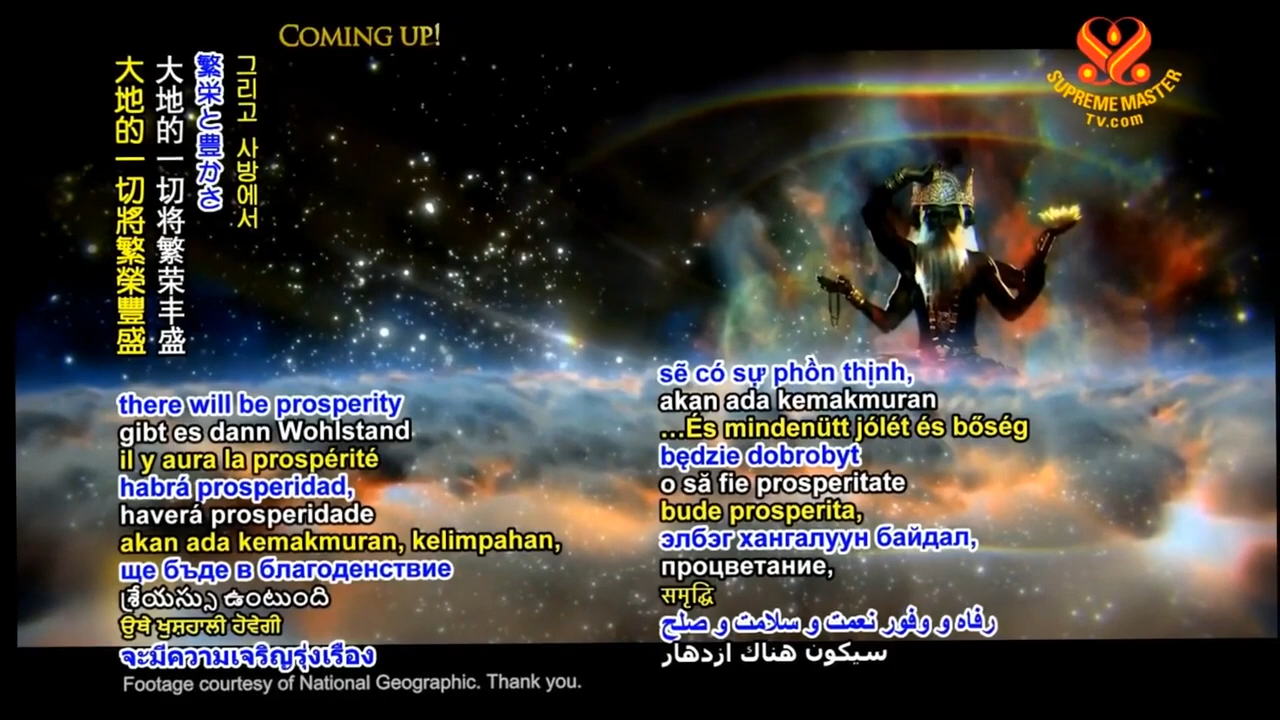 COMING UP!
SUPREME MASTER
TV.com
그리고 사방에서
繁栄と豊かさ
大地的一切将繁荣丰盛
大地的一切將繁榮豐盛
there will be prosperity
gibt es dann Wohlstand
il y aura la prospérité
habrá prosperidad,
haverá prosperidade
akan ada kemakmuran, kelimpahan,
ще бъде в благоденствие
శ్రేయస్సు ఉంటుంది
ਉਥੇ ਖੁਸ਼ਹਾਲੀ ਹੋਵੇਗੀ
จะมีความเจริญรุ่งเรือง
Footage courtesy of National Geographic. Thank you.
sẽ có sự phồn thịnh,
akan ada kemakmuran
...És mindenütt jólét és bőség
będzie dobrobyt
o să fie prosperitate
bude prosperita,
элбэг хангалуун байдал,
процветание,
समृद्धि
رفاه و وفور نعمت و سلامت و صلح
سيكون هناك ازدهار